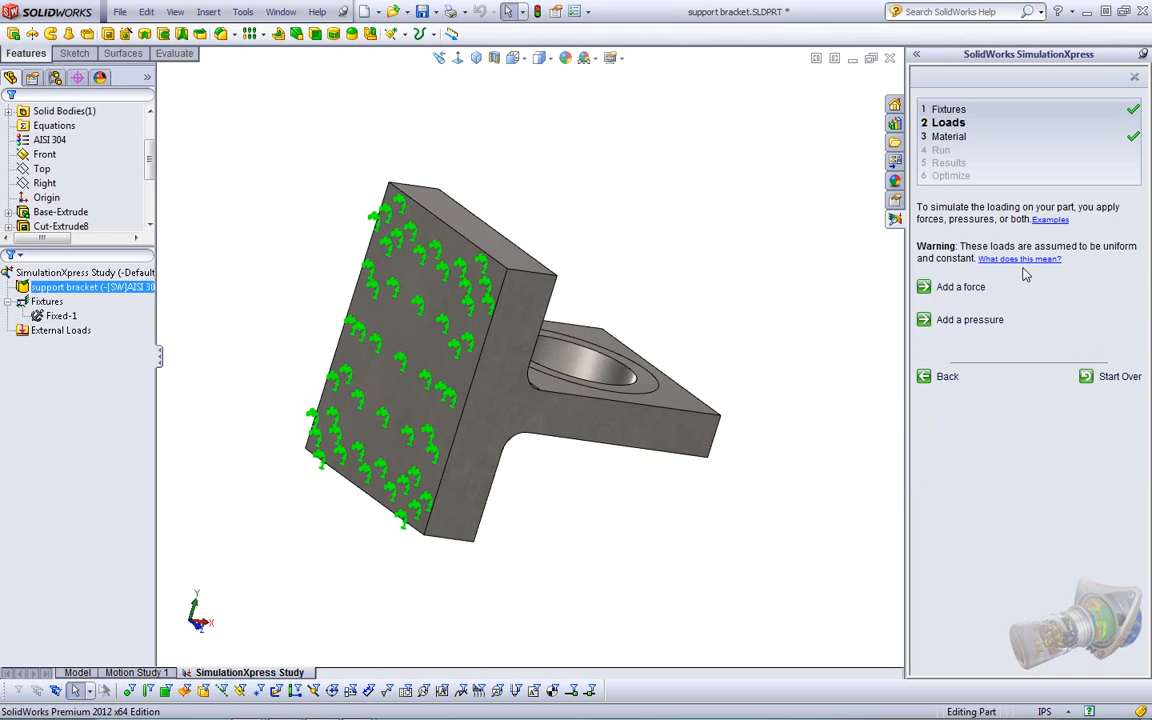 SOLIDWORKS File Edit View Insert Tools Window Help support bracket.SLDPRT * Search SolidWorks Help
Features Sketch Surfaces Evaluate
SolidWorks SimulationXpress
Solid Bodies(1)
Equations
AISI 304
Front
Top
Right
Origin
Base-Extrude
Cut-Extrude8
SimulationXpress Study (-Default
support bracket (-[SW]AISI 30
Fixtures
Fixed-1
External Loads
1 Fixtures
2 Loads
3 Material
4 Run
5 Results
6 Optimize
To simulate the loading on your part, you apply
forces, pressures, or both. Examples
Warning: These loads are assumed to be uniform
and constant. What does this mean?
Add a force
Add a pressure
Back Start Over
Y
X
Z
Model Motion Study 1 SimulationXpress Study
SolidWorks Premium 2012 x64 Edition Editing Part IPS